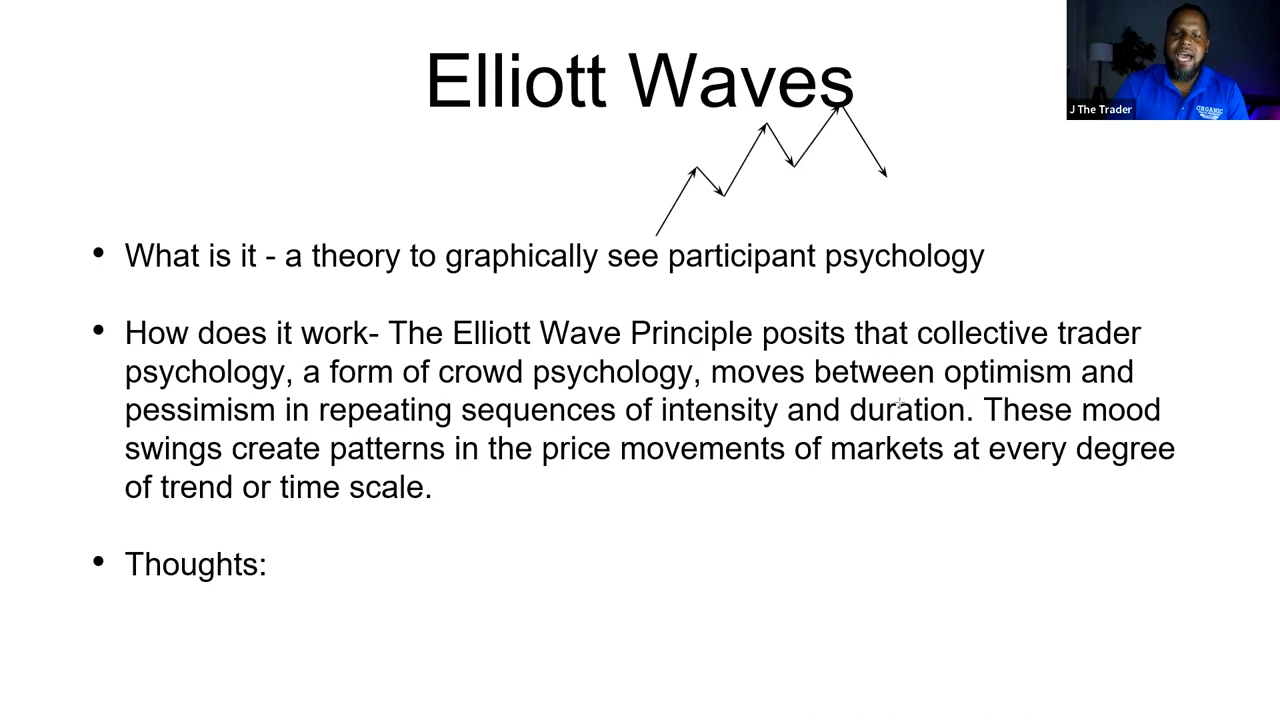 Elliott Waves
J The Trader
ORGANIC
• What is it - a theory to graphically see participant psychology
• How does it work- The Elliott Wave Principle posits that collective trader
psychology, a form of crowd psychology, moves between optimism and
pessimism in repeating sequences of intensity and duration. These mood
swings create patterns in the price movements of markets at every degree
of trend or time scale.
• Thoughts: